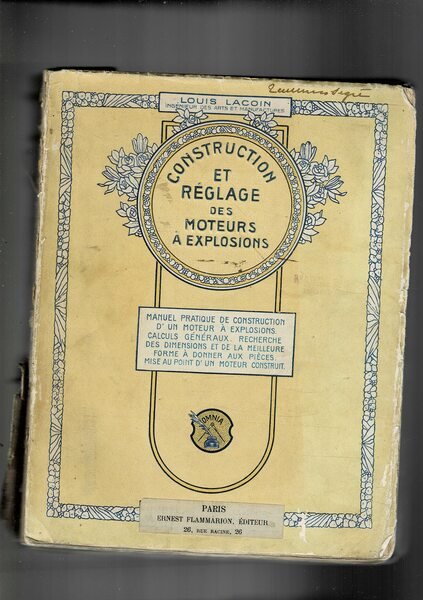 LOUIS LACOIN
INGÉNIEUR DES ARTS ET MANUFACTURES
CONSTRUCTION
ET
RÉGLAGE
DES
MOTEURS
À EXPLOSIONS
MANUEL PRATIQUE DE CONSTRUCTION
D'UN MOTEUR À EXPLOSIONS.
CALCULS GÉNÉRAUX. RECHERCHE
DES DIMENSIONS ET DE LA MEILLEURE
FORME À DONNER AUX PIÈCES.
MISE AU POINT D'UN MOTEUR CONSTRUIT.
OMNIA
PARIS
ERNEST FLAMMARION, ÉDITEUR
26, RUE RACINE, 26